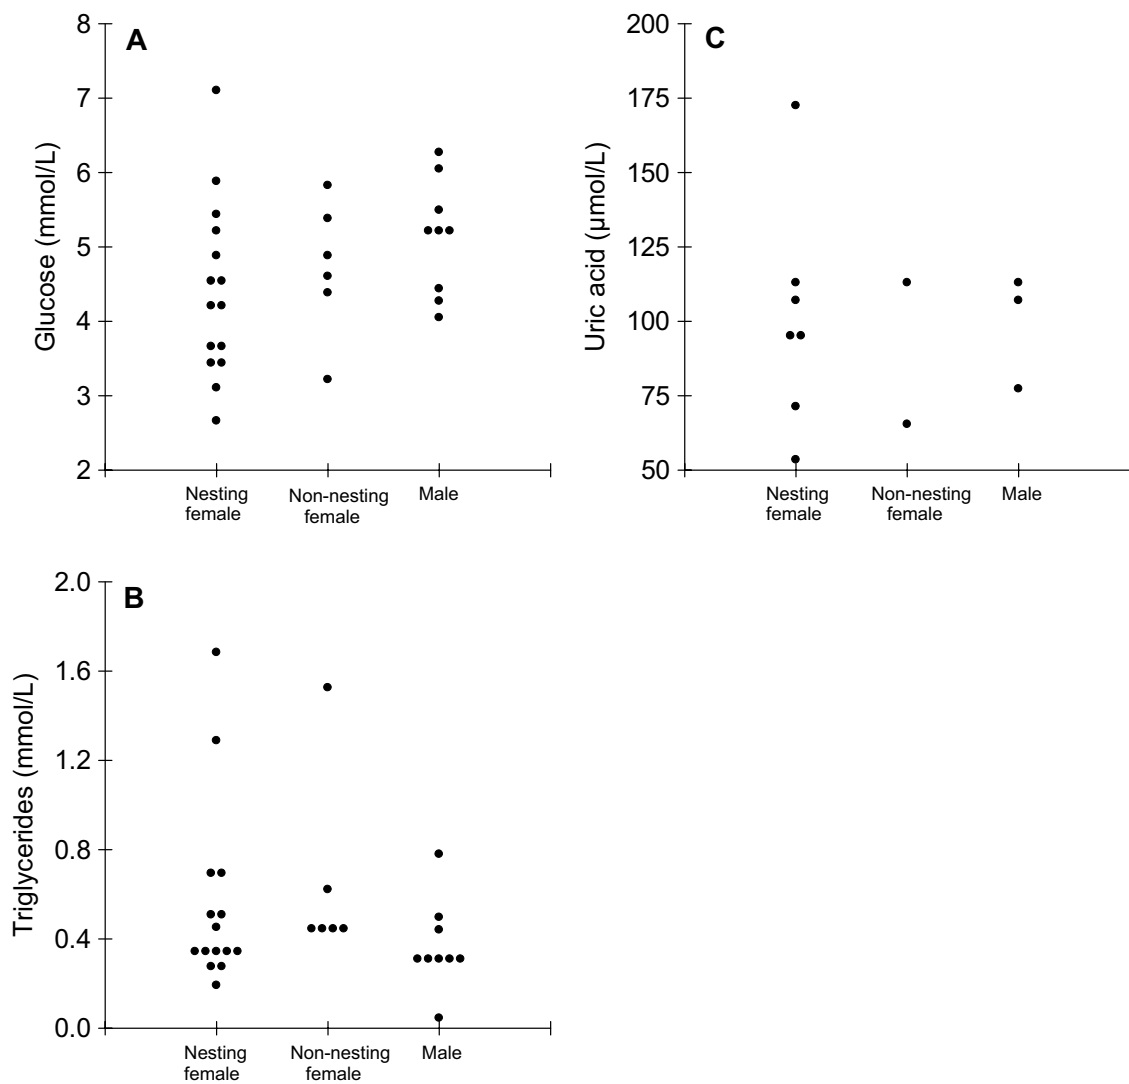 A
Glucose (mmol/L)
8
7
6
5
4
3
2
Nesting
female
Non-nesting
female
Male
C
Uric acid (μmol/L)
200
175
150
125
100
75
50
Nesting
female
Non-nesting
female
Male
B
Triglycerides (mmol/L)
2.0
1.6
1.2
0.8
0.4
0.0
Nesting
female
Non-nesting
female
Male